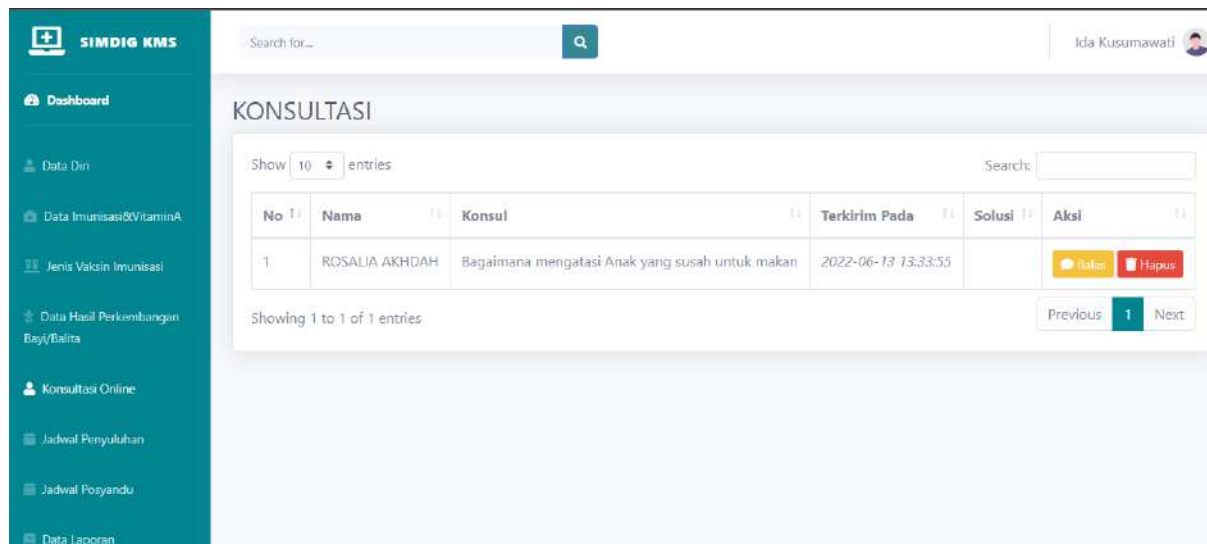 SIMDIG KMS
Search for...
Ida Kusumawati
Dashboard
Data Diri
Data Imunisasi&VitaminA
Jenis Vaksin Imunisasi
Data Hasil Perkembangan
Bayi/Balita
Konsultasi Online
Jadwal Penyuluhan
Jadwal Posyandu
Data Laporan
KONSULTASI
Show 10 entries
Search:
No Nama Konsul Terkirim Pada Solusi Aksi
1 ROSALIA AKHDAH Bagaimana mengatasi Anak yang susah untuk makan 2022-06-13 13:33:55 Balas Hapus
Showing 1 to 1 of 1 entries
Previous 1 Next